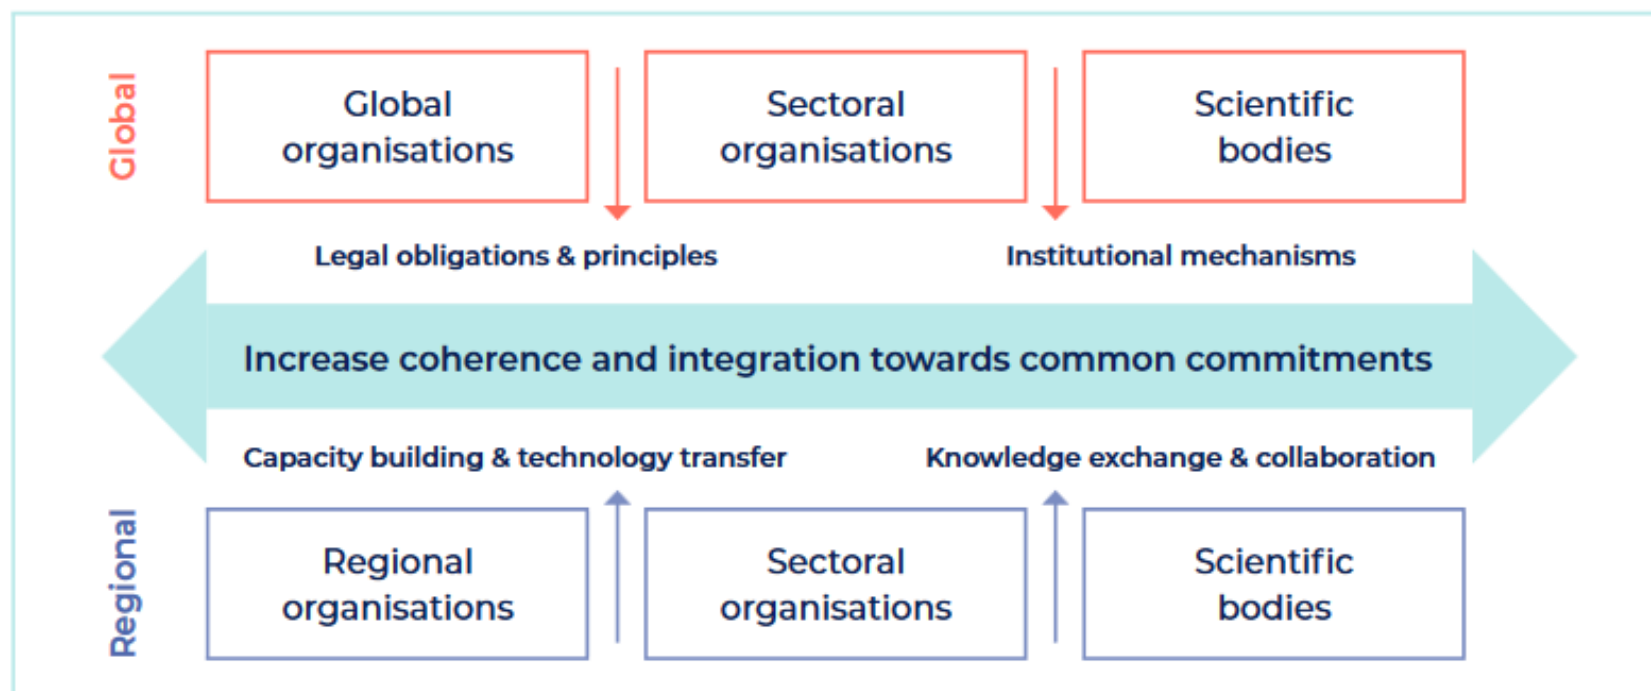 Global
Global
organisations
Sectoral
organisations
Scientific
bodies
Legal obligations & principles
Institutional mechanisms
Increase coherence and integration towards common commitments
Capacity building & technology transfer
Knowledge exchange & collaboration
Regional
Regional
organisations
Sectoral
organisations
Scientific
bodies